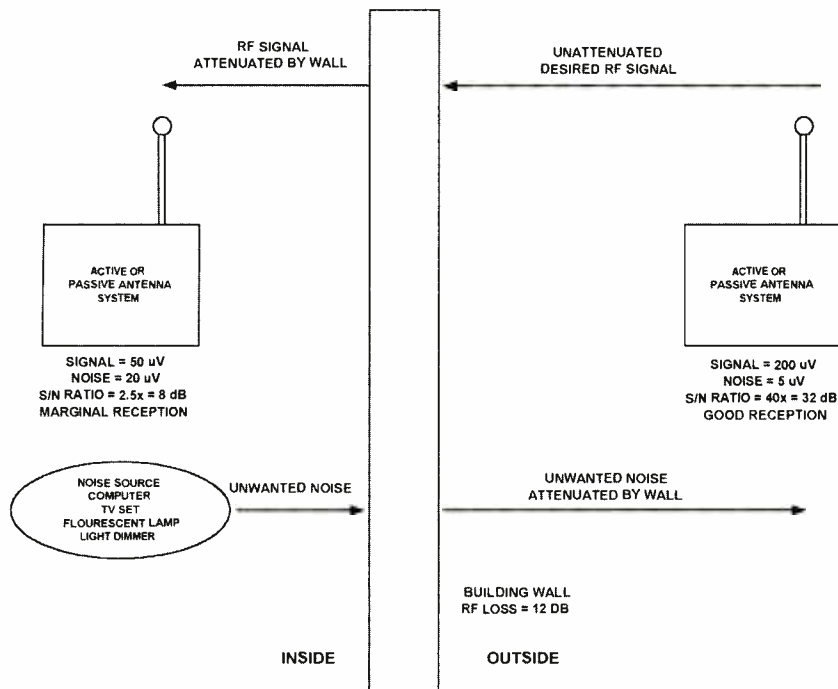 RF SIGNAL
ATTENUATED BY WALL
UNATTENUATED
DESIRED RF SIGNAL
ACTIVE OR
PASSIVE ANTENNA
SYSTEM
ACTIVE OR
PASSIVE ANTENNA
SYSTEM
SIGNAL = 50 uV
NOISE = 20 uV
S/N RATIO = 2.5x = 8 dB
MARGINAL RECEPTION
SIGNAL = 200 uV
NOISE = 5 uV
S/N RATIO = 40x = 32 dB
GOOD RECEPTION
NOISE SOURCE
COMPUTER
TV SET
FLOURESCENT LAMP
LIGHT DIMMER
UNWANTED NOISE
UNWANTED NOISE
ATTENUATED BY WALL
BUILDING WALL
RF LOSS = 12 DB
INSIDE
OUTSIDE